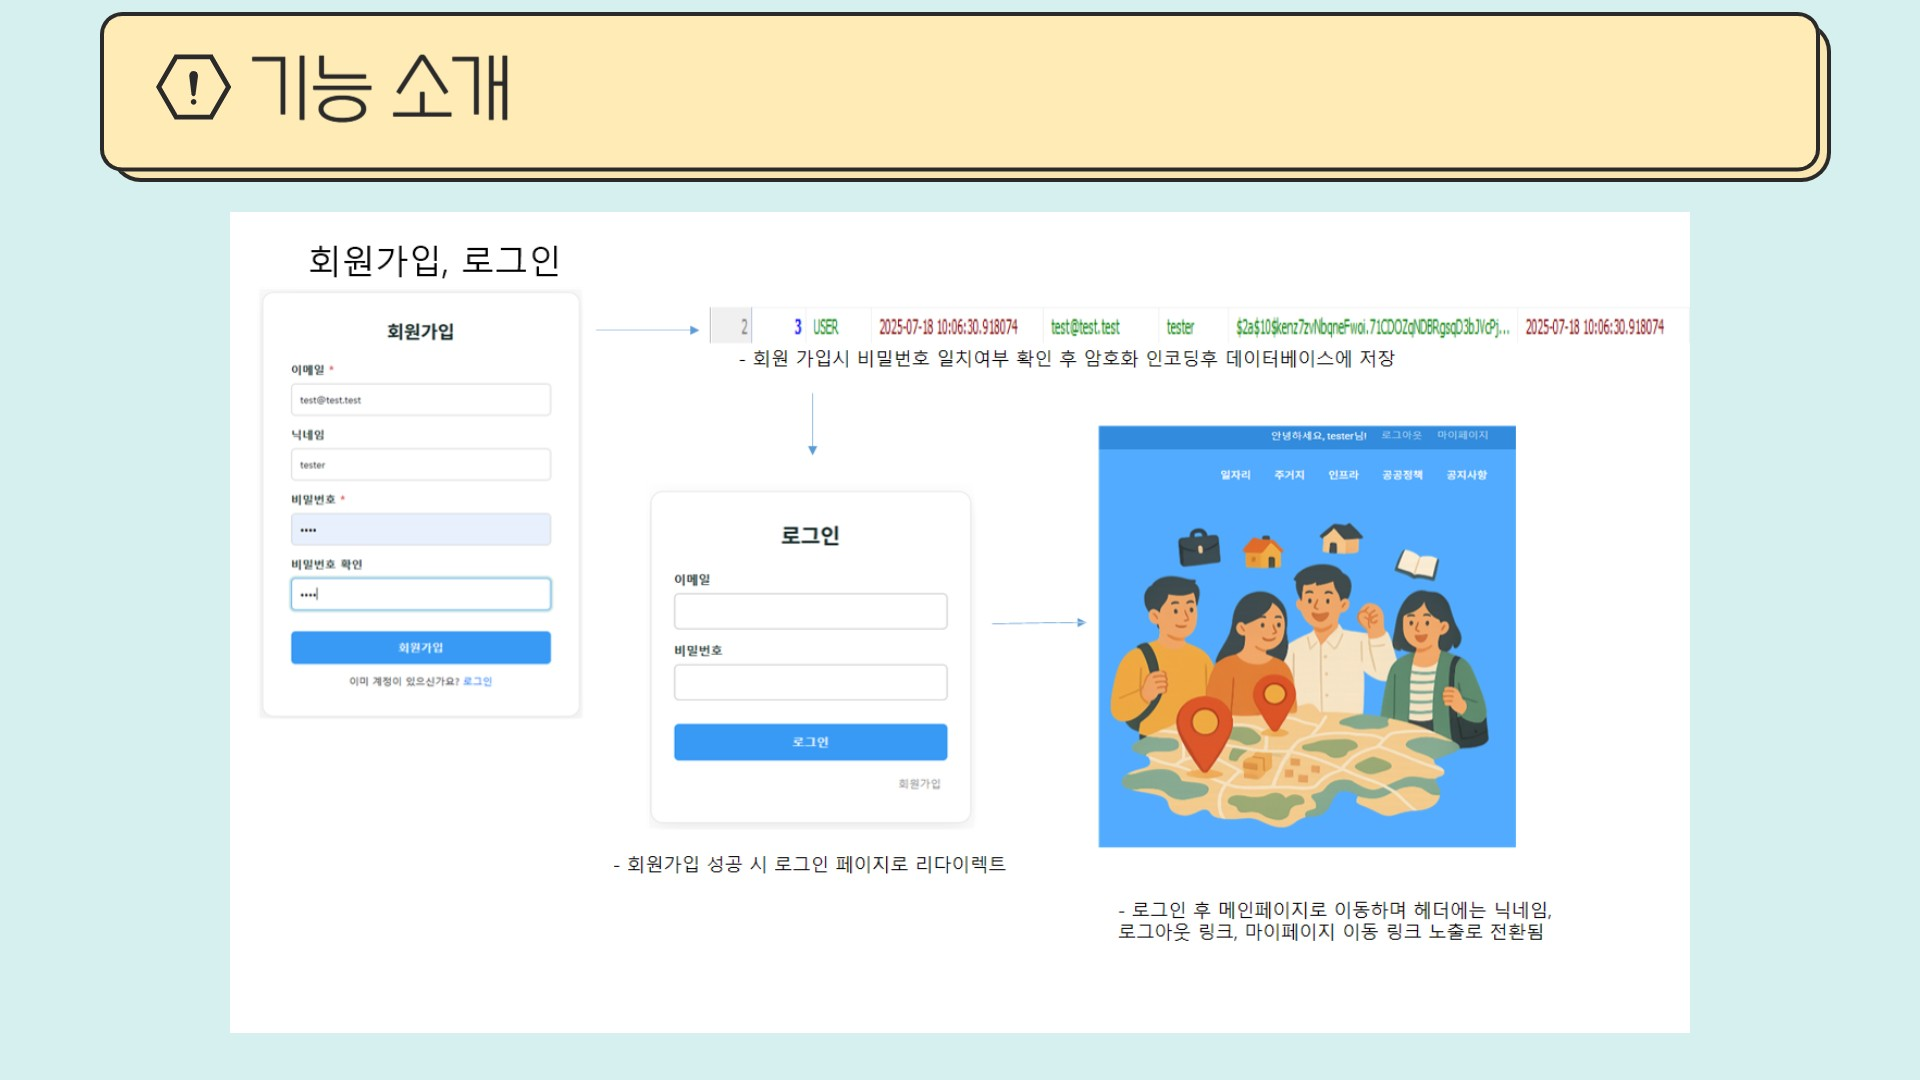 기능 소개
회원가입, 로그인
회원가입
이메일 *
test@test.test
닉네임
tester
비밀번호 *
••••
비밀번호 확인
••••
회원가입
이미 계정이 있으신가요? 로그인
2 3 USER 2025-07-18 10:06:30.918074 test@test.test tester 2025-07-18 10:06:30.918074
- 회원 가입시 비밀번호 일치여부 확인 후 암호화 인코딩후 데이터베이스에 저장
로그인
이메일
비밀번호
로그인
회원가입
- 회원가입 성공 시 로그인 페이지로 리다이렉트
안녕하세요, tester님! 로그아웃 마이페이지
일자리 주거지 인프라 공공정책 공지사항
- 로그인 후 메인페이지로 이동하며 헤더에는 닉네임,
로그아웃 링크, 마이페이지 이동 링크 노출로 전환됨